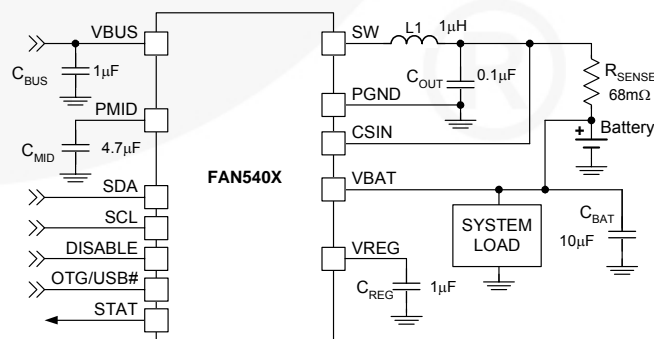 VBUS
C_BUS 1μF
PMID
C_MID 4.7μF
SDA
SCL
DISABLE
OTG/USB#
STAT
FAN540X
SW
L1 1μH
C_OUT 0.1μF
PGND
CSIN
R_SENSE
68mΩ
+ Battery
VBAT
SYSTEM
LOAD
C_BAT
10μF
VREG
C_REG 1μF
®